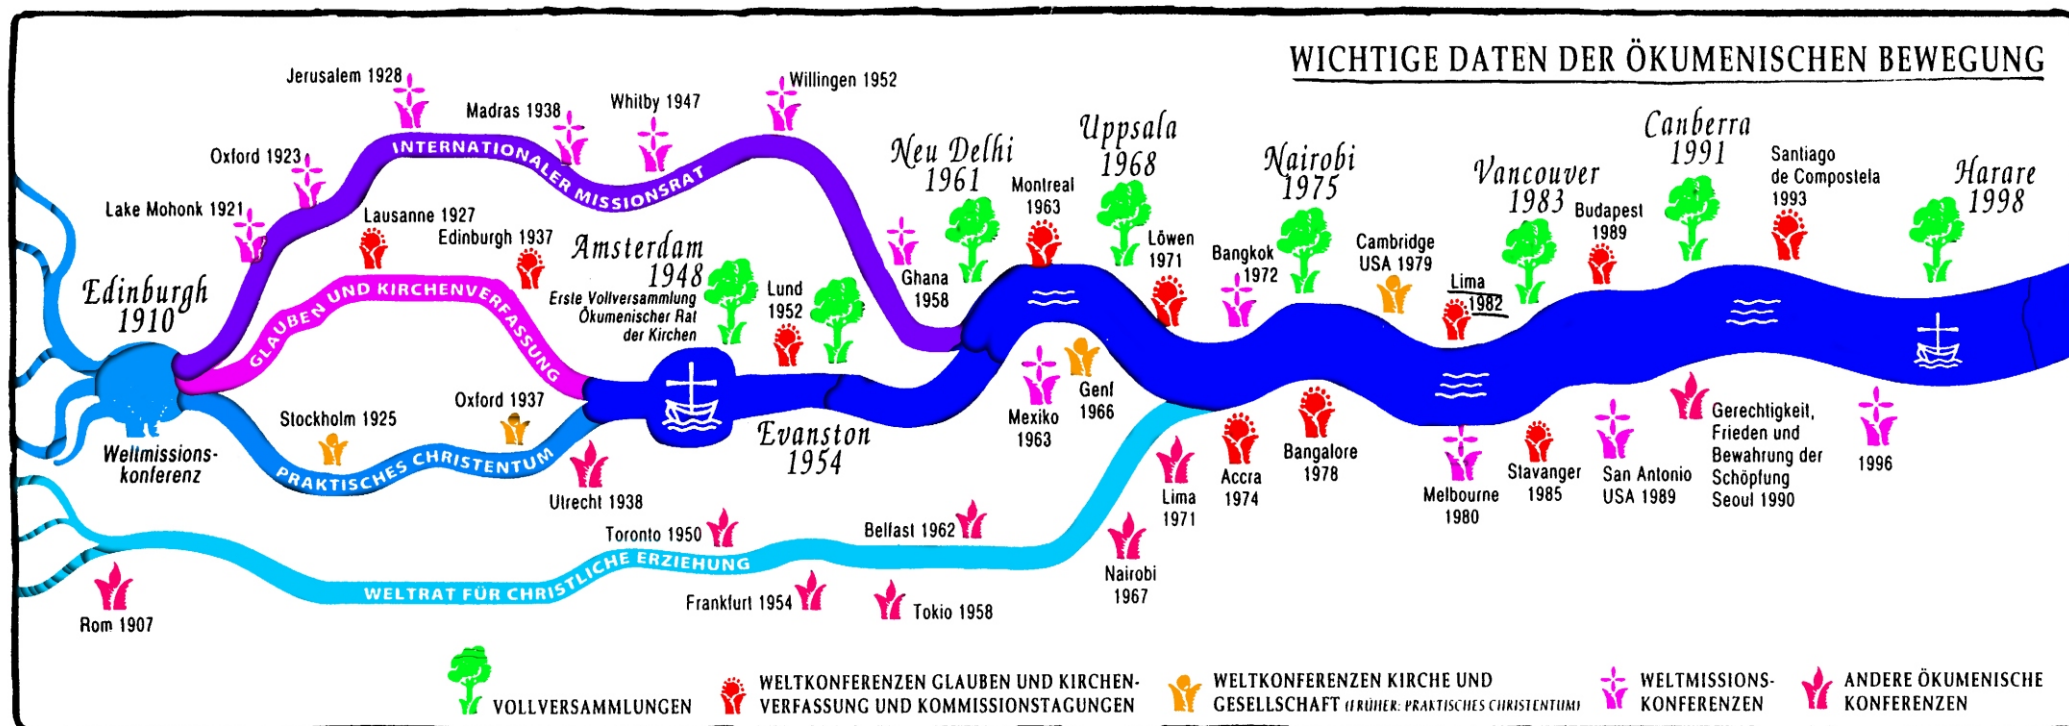 WICHTIGE DATEN DER ÖKUMENISCHEN BEWEGUNG
Jerusalem 1928
Madras 1938
Whitby 1947
Willingen 1952
Oxford 1923
Lake Mohonk 1921
INTERNATIONALER MISSIONSRAT
Lausanne 1927
Edinburgh 1937
GLAUBEN UND KIRCHENVERFASSUNG
Edinburgh
1910
Weltmissions-
konferenz
Stockholm 1925
Oxford 1937
PRAKTISCHES CHRISTENTUM
Utrecht 1938
Amsterdam
1948
Erste Vollversammlung
Ökumenischer Rat
der Kirchen
Lund
1952
Evanston
1954
Ghana
1958
Neu Delhi
1961
Montreal
1963
Mexiko
1963
Genf
1966
Uppsala
1968
Löwen
1971
Bangkok
1972
Nairobi
1975
Cambridge
USA 1979
Lima
1982
Vancouver
1983
Budapest
1989
Canberra
1991
Santiago
de Compostela
1993
Harare
1998
Rom 1907
WELTRAT FÜR CHRISTLICHE ERZIEHUNG
Toronto 1950
Frankfurt 1954
Tokio 1958
Belfast 1962
Nairobi
1967
Lima
1971
Accra
1974
Bangalore
1978
Melbourne
1980
Stavanger
1985
San Antonio
USA 1989
Gerechtigkeit,
Frieden und
Bewahrung der
Schöpfung
Seoul 1990
1996
VOLLVERSAMMLUNGEN
WELTKONFERENZEN GLAUBEN UND KIRCHEN-
VERFASSUNG UND KOMMISSIONSTAGUNGEN
WELTKONFERENZEN KIRCHE UND
GESELLSCHAFT (FRÜHER: PRAKTISCHES CHRISTENTUM)
WELTMISSIONS-
KONFERENZEN
ANDERE ÖKUMENISCHE
KONFERENZEN